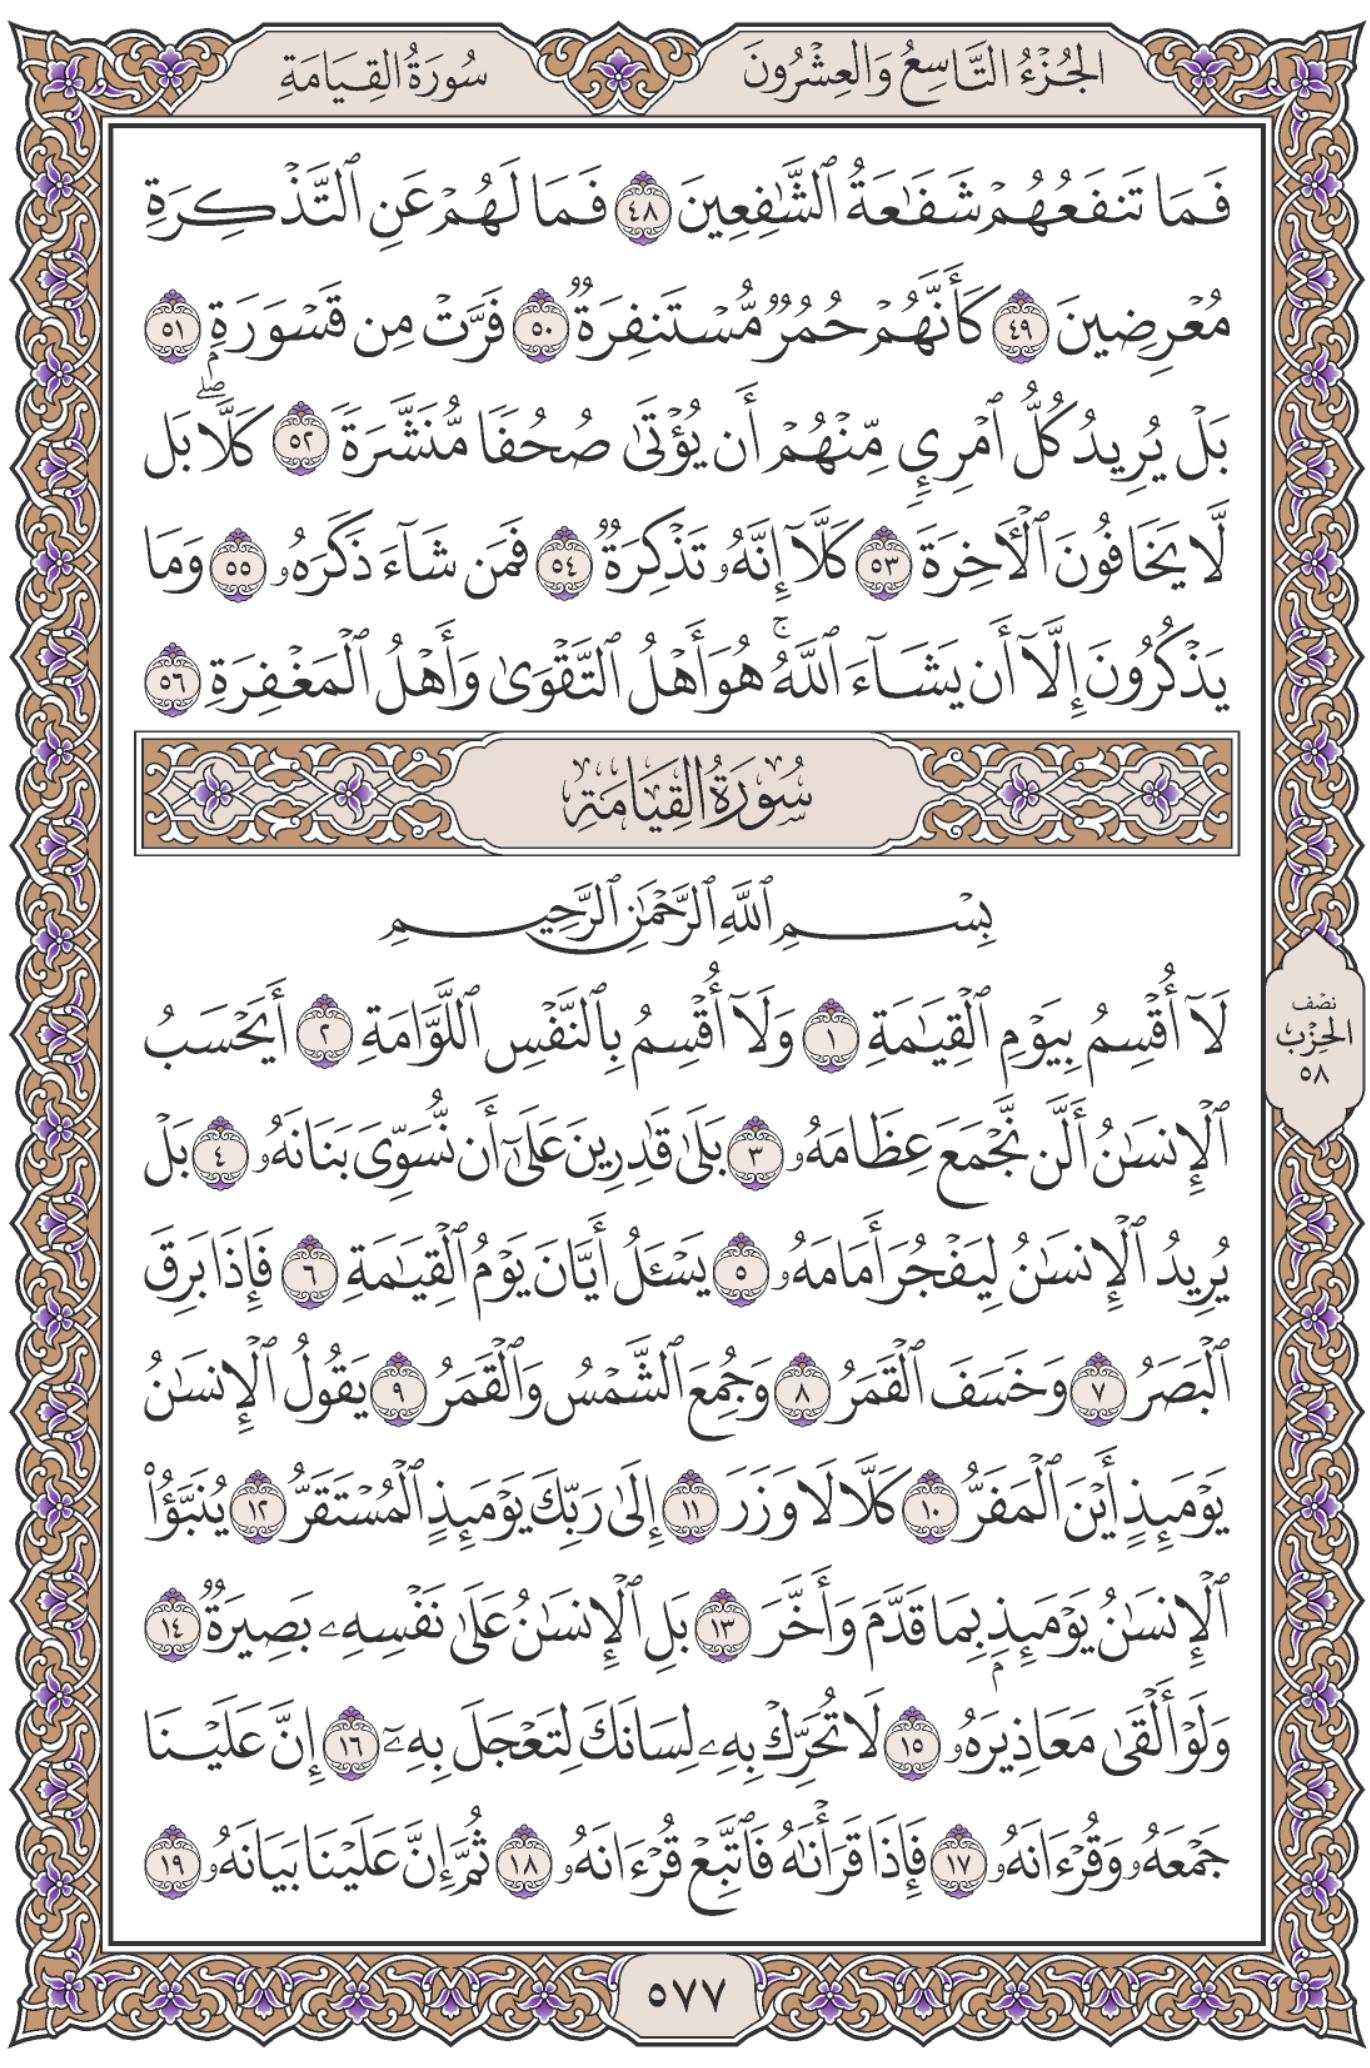 الجُزْءُ التَّاسِعُ وَالعِشْرُونَ
سُورَةُ القِيَامَةِ
فَمَا تَنفَعُهُمْ شَفَٰعَةُ ٱلشَّٰفِعِينَ ٤٨ فَمَا لَهُمْ عَنِ ٱلتَّذْكِرَةِ
مُعْرِضِينَ ٤٩ كَأَنَّهُمْ حُمُرٌ مُّسْتَنفِرَةٌ ٥٠ فَرَّتْ مِن قَسْوَرَةٍۭ ٥١
بَلْ يُرِيدُ كُلُّ ٱمْرِئٍ مِّنْهُمْ أَن يُؤْتَىٰ صُحُفًا مُّنَشَّرَةً ٥٢ كَلَّاۖ بَل
لَّا يَخَافُونَ ٱلْأَخِرَةَ ٥٣ كَلَّآ إِنَّهُۥ تَذْكِرَةٌ ٥٤ فَمَن شَآءَ ذَكَرَهُۥ ٥٥ وَمَا
يَذْكُرُونَ إِلَّآ أَن يَشَآءَ ٱللَّهُۚ هُوَ أَهْلُ ٱلتَّقْوَىٰ وَأَهْلُ ٱلْمَغْفِرَةِ ٥٦
سُورَةُ القِيَامَةِ
بِسْمِ ٱللَّهِ ٱلرَّحْمَٰنِ ٱلرَّحِيمِ
لَآ أُقْسِمُ بِيَوْمِ ٱلْقِيَٰمَةِ ١ وَلَآ أُقْسِمُ بِٱلنَّفْسِ ٱللَّوَّامَةِ ٢ أَيَحْسَبُ
ٱلْإِنسَٰنُ أَلَّن نَّجْمَعَ عِظَامَهُۥ ٣ بَلَىٰ قَٰدِرِينَ عَلَىٰٓ أَن نُّسَوِّىَ بَنَانَهُۥ ٤ بَلْ
يُرِيدُ ٱلْإِنسَٰنُ لِيَفْجُرَ أَمَامَهُۥ ٥ يَسْـَٔلُ أَيَّانَ يَوْمُ ٱلْقِيَٰمَةِ ٦ فَإِذَا بَرِقَ
ٱلْبَصَرُ ٧ وَخَسَفَ ٱلْقَمَرُ ٨ وَجُمِعَ ٱلشَّمْسُ وَٱلْقَمَرُ ٩ يَقُولُ ٱلْإِنسَٰنُ
يَوْمَئِذٍ أَيْنَ ٱلْمَفَرُّ ١٠ كَلَّا لَا وَزَرَ ١١ إِلَىٰ رَبِّكَ يَوْمَئِذٍ ٱلْمُسْتَقَرُّ ١٢ يُنَبَّؤُا۟
ٱلْإِنسَٰنُ يَوْمَئِذٍۭ بِمَا قَدَّمَ وَأَخَّرَ ١٣ بَلِ ٱلْإِنسَٰنُ عَلَىٰ نَفْسِهِۦ بَصِيرَةٌ ١٤
وَلَوْ أَلْقَىٰ مَعَاذِيرَهُۥ ١٥ لَا تُحَرِّكْ بِهِۦ لِسَانَكَ لِتَعْجَلَ بِهِۦٓ ١٦ إِنَّ عَلَيْنَا
جَمْعَهُۥ وَقُرْءَانَهُۥ ١٧ فَإِذَا قَرَأْنَٰهُ فَٱتَّبِعْ قُرْءَانَهُۥ ١٨ ثُمَّ إِنَّ عَلَيْنَا بَيَانَهُۥ ١٩
نصف
الحِزْب
٥٨
٥٧٧